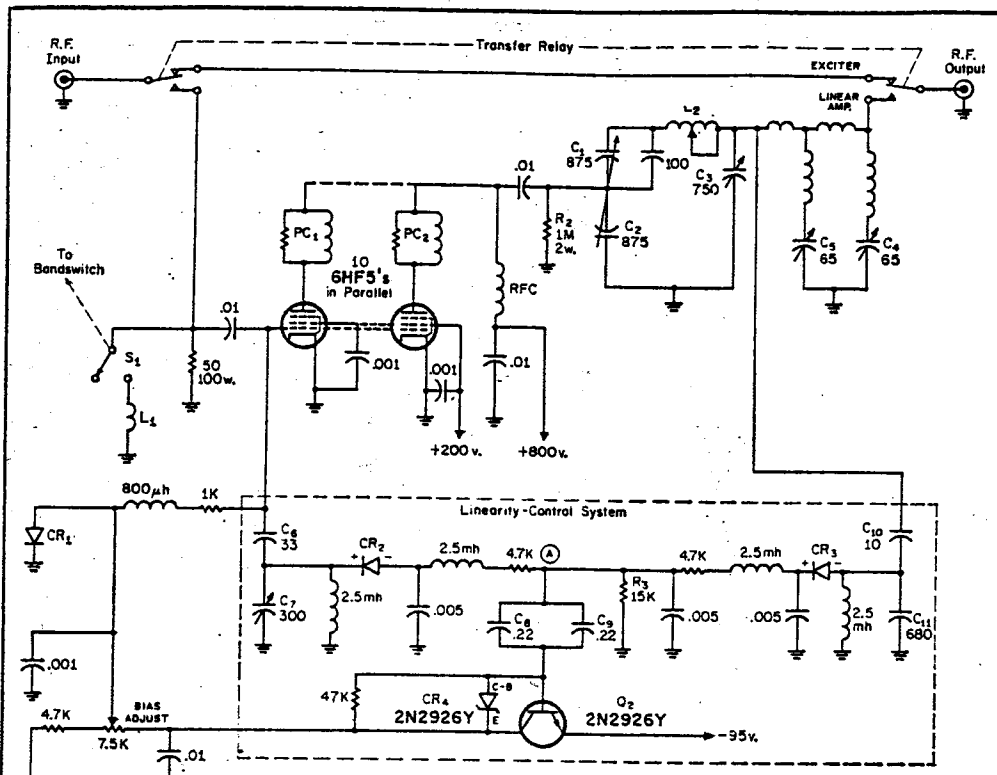 Transfer Relay
R.F.
Input
EXCITER
R.F.
Output
LINEAR
AMP.
L2
C1
875
100
C3
750
.01
R2
1M
2w.
C2
875
C5
65
C4
65
PC1
PC2
10
6HF5's
in Parallel
RFC
To
Bandswitch
.01
S1
50
100w.
L1
.001
.001
.01
+200v.
+800v.
800μh
1K
CR1
Linearity-Control System
C6
33
CR2
+
-
2.5mh
4.7K
A
4.7K
2.5mh
CR3
+
-
C10
10
C7
300
2.5mh
.005
R3
15K
.005
.005
2.5
mh
C11
680
C8
.22
C9
.22
.001
47K
CR4
2N2926Y
C-B
E
Q2
2N2926Y
-95v.
4.7K
BIAS
ADJUST
7.5K
.01